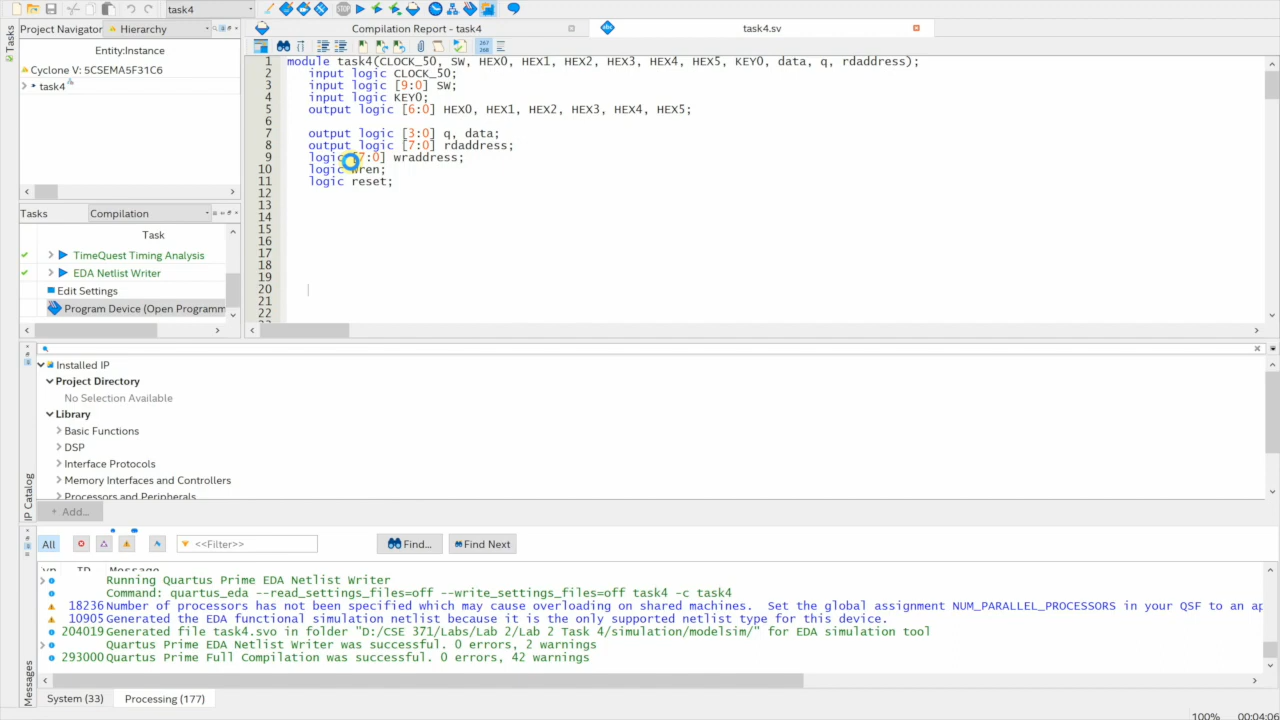 task4
Project Navigator Hierarchy
Compilation Report - task4
task4.sv
Entity:Instance
Cyclone V: 5CSEMA5F31C6
task4
Tasks
267
268
1 module task4(CLOCK_50, SW, HEX0, HEX1, HEX2, HEX3, HEX4, HEX5, KEY0, data, q, rdaddress);
2 input logic CLOCK_50;
3 input logic [9:0] SW;
4 input logic KEY0;
5 output logic [6:0] HEX0, HEX1, HEX2, HEX3, HEX4, HEX5;
6
7 output logic [3:0] q, data;
8 output logic [7:0] rdaddress;
9 logic [7:0] wraddress;
10 logic wren;
11 logic reset;
12
13
14
15
16
17
18
19
20
21
22
Tasks Compilation
Task
TimeQuest Timing Analysis
EDA Netlist Writer
Edit Settings
Program Device (Open Programm
IP Catalog
Installed IP
Project Directory
No Selection Available
Library
Basic Functions
DSP
Interface Protocols
Memory Interfaces and Controllers
Processors and Peripherals
+ Add...
Messages
All <<Filter>> Find... Find Next
ID Message
Running Quartus Prime EDA Netlist Writer
Command: quartus_eda --read_settings_files=off --write_settings_files=off task4 -c task4
18236 Number of processors has not been specified which may cause overloading on shared machines. Set the global assignment NUM_PARALLEL_PROCESSORS in your QSF to an ap
10905 Generated the EDA functional simulation netlist because it is the only supported netlist type for this device.
204019 Generated file task4.svo in folder "D:/CSE 371/Labs/Lab 2/Lab 2 Task 4/simulation/modelsim/" for EDA simulation tool
Quartus Prime EDA Netlist Writer was successful. 0 errors, 2 warnings
293000 Quartus Prime Full Compilation was successful. 0 errors, 42 warnings
System (33) Processing (177)
100% 00:04:06